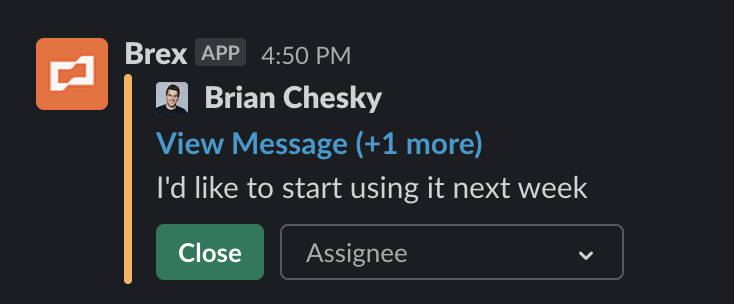 Brex APP 4:50 PM
Brian Chesky
View Message (+1 more)
I'd like to start using it next week
Close Assignee